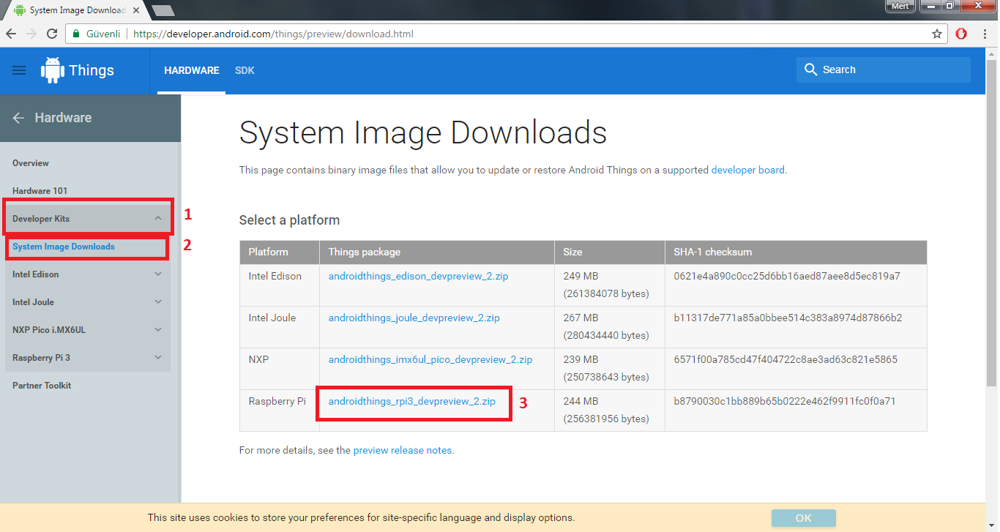 System Image Download
Mert
Güvenli
https://developer.android.com/things/preview/download.html
Things
HARDWARE
SDK
Search
Hardware
Overview
Hardware 101
Developer Kits
1
System Image Downloads
2
Intel Edison
Intel Joule
NXP Pico i.MX6UL
Raspberry Pi 3
Partner Toolkit
System Image Downloads
This page contains binary image files that allow you to update or restore Android Things on a supported developer board.
Select a platform
Platform Things package Size SHA-1 checksum
Intel Edison androidthings_edison_devpreview_2.zip 249 MB 0621e4a890c0cc25d6bb16aed87aee8d5ec819a7
(261384078 bytes)
Intel Joule androidthings_joule_devpreview_2.zip 267 MB b11317de771a85a0bbee514c383a8974d87866b2
(280434440 bytes)
NXP androidthings_imx6ul_pico_devpreview_2.zip 239 MB 6571f00a785cd47f404722c8ae3ad63c821e5865
(250738643 bytes)
Raspberry Pi androidthings_rpi3_devpreview_2.zip 3 244 MB b8790030c1bb889b65b0222e462f9911fc0f0a71
(256381956 bytes)
For more details, see the preview release notes.
This site uses cookies to store your preferences for site-specific language and display options.
OK